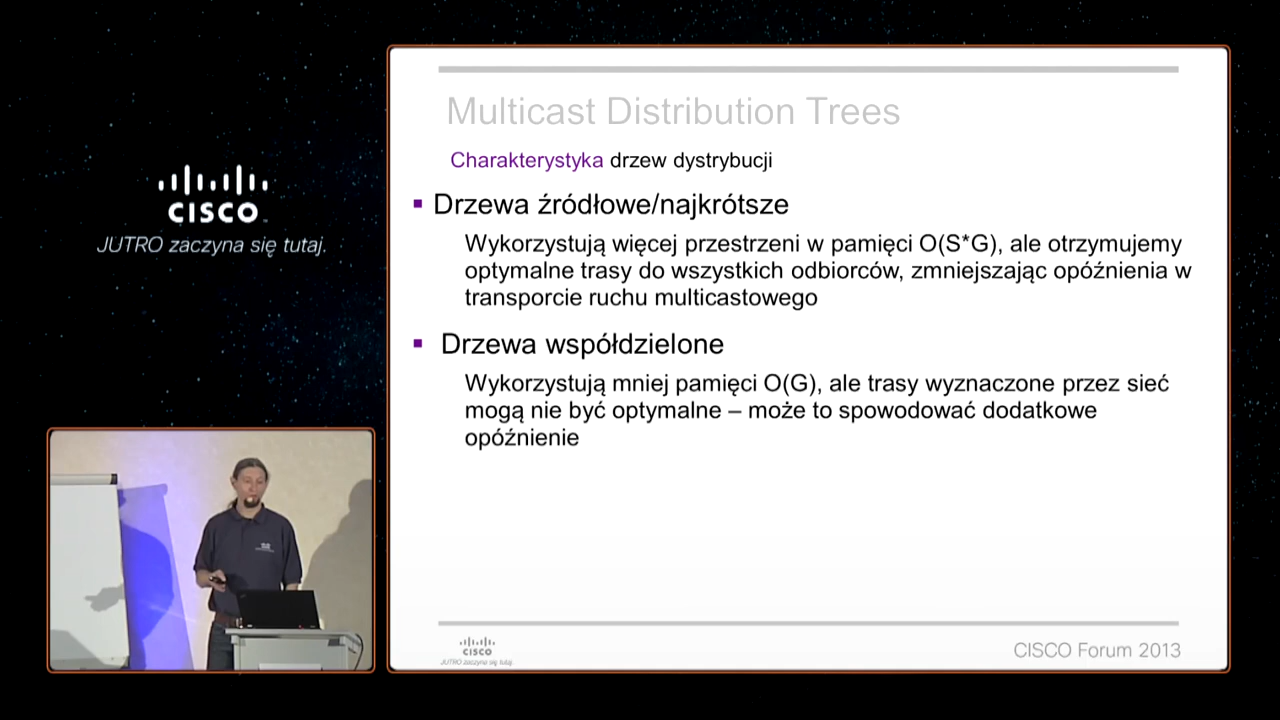 CISCO
JUTRO zaczyna się tutaj.
Multicast Distribution Trees
Charakterystyka drzew dystrybucji
▪ Drzewa źródłowe/najkrótsze
Wykorzystują więcej przestrzeni w pamięci O(S*G), ale otrzymujemy
optymalne trasy do wszystkich odbiorców, zmniejszając opóźnienia w
transporcie ruchu multicastowego
▪ Drzewa współdzielone
Wykorzystują mniej pamięci O(G), ale trasy wyznaczone przez sieć
mogą nie być optymalne – może to spowodować dodatkowe
opóźnienie
CISCO
JUTRO zaczyna się tutaj.
CISCO Forum 2013